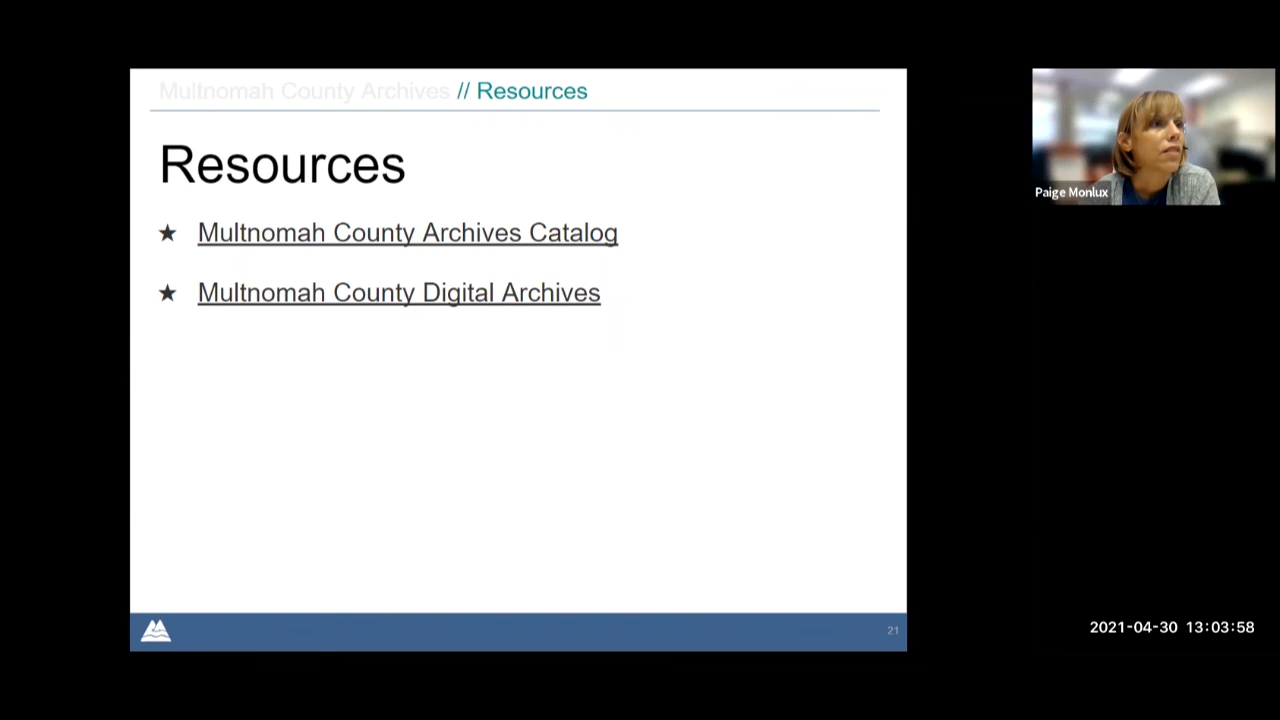 Multnomah County Archives // Resources
Resources
★ Multnomah County Archives Catalog
★ Multnomah County Digital Archives
21
Paige Monlux
2021-04-30 13:03:58